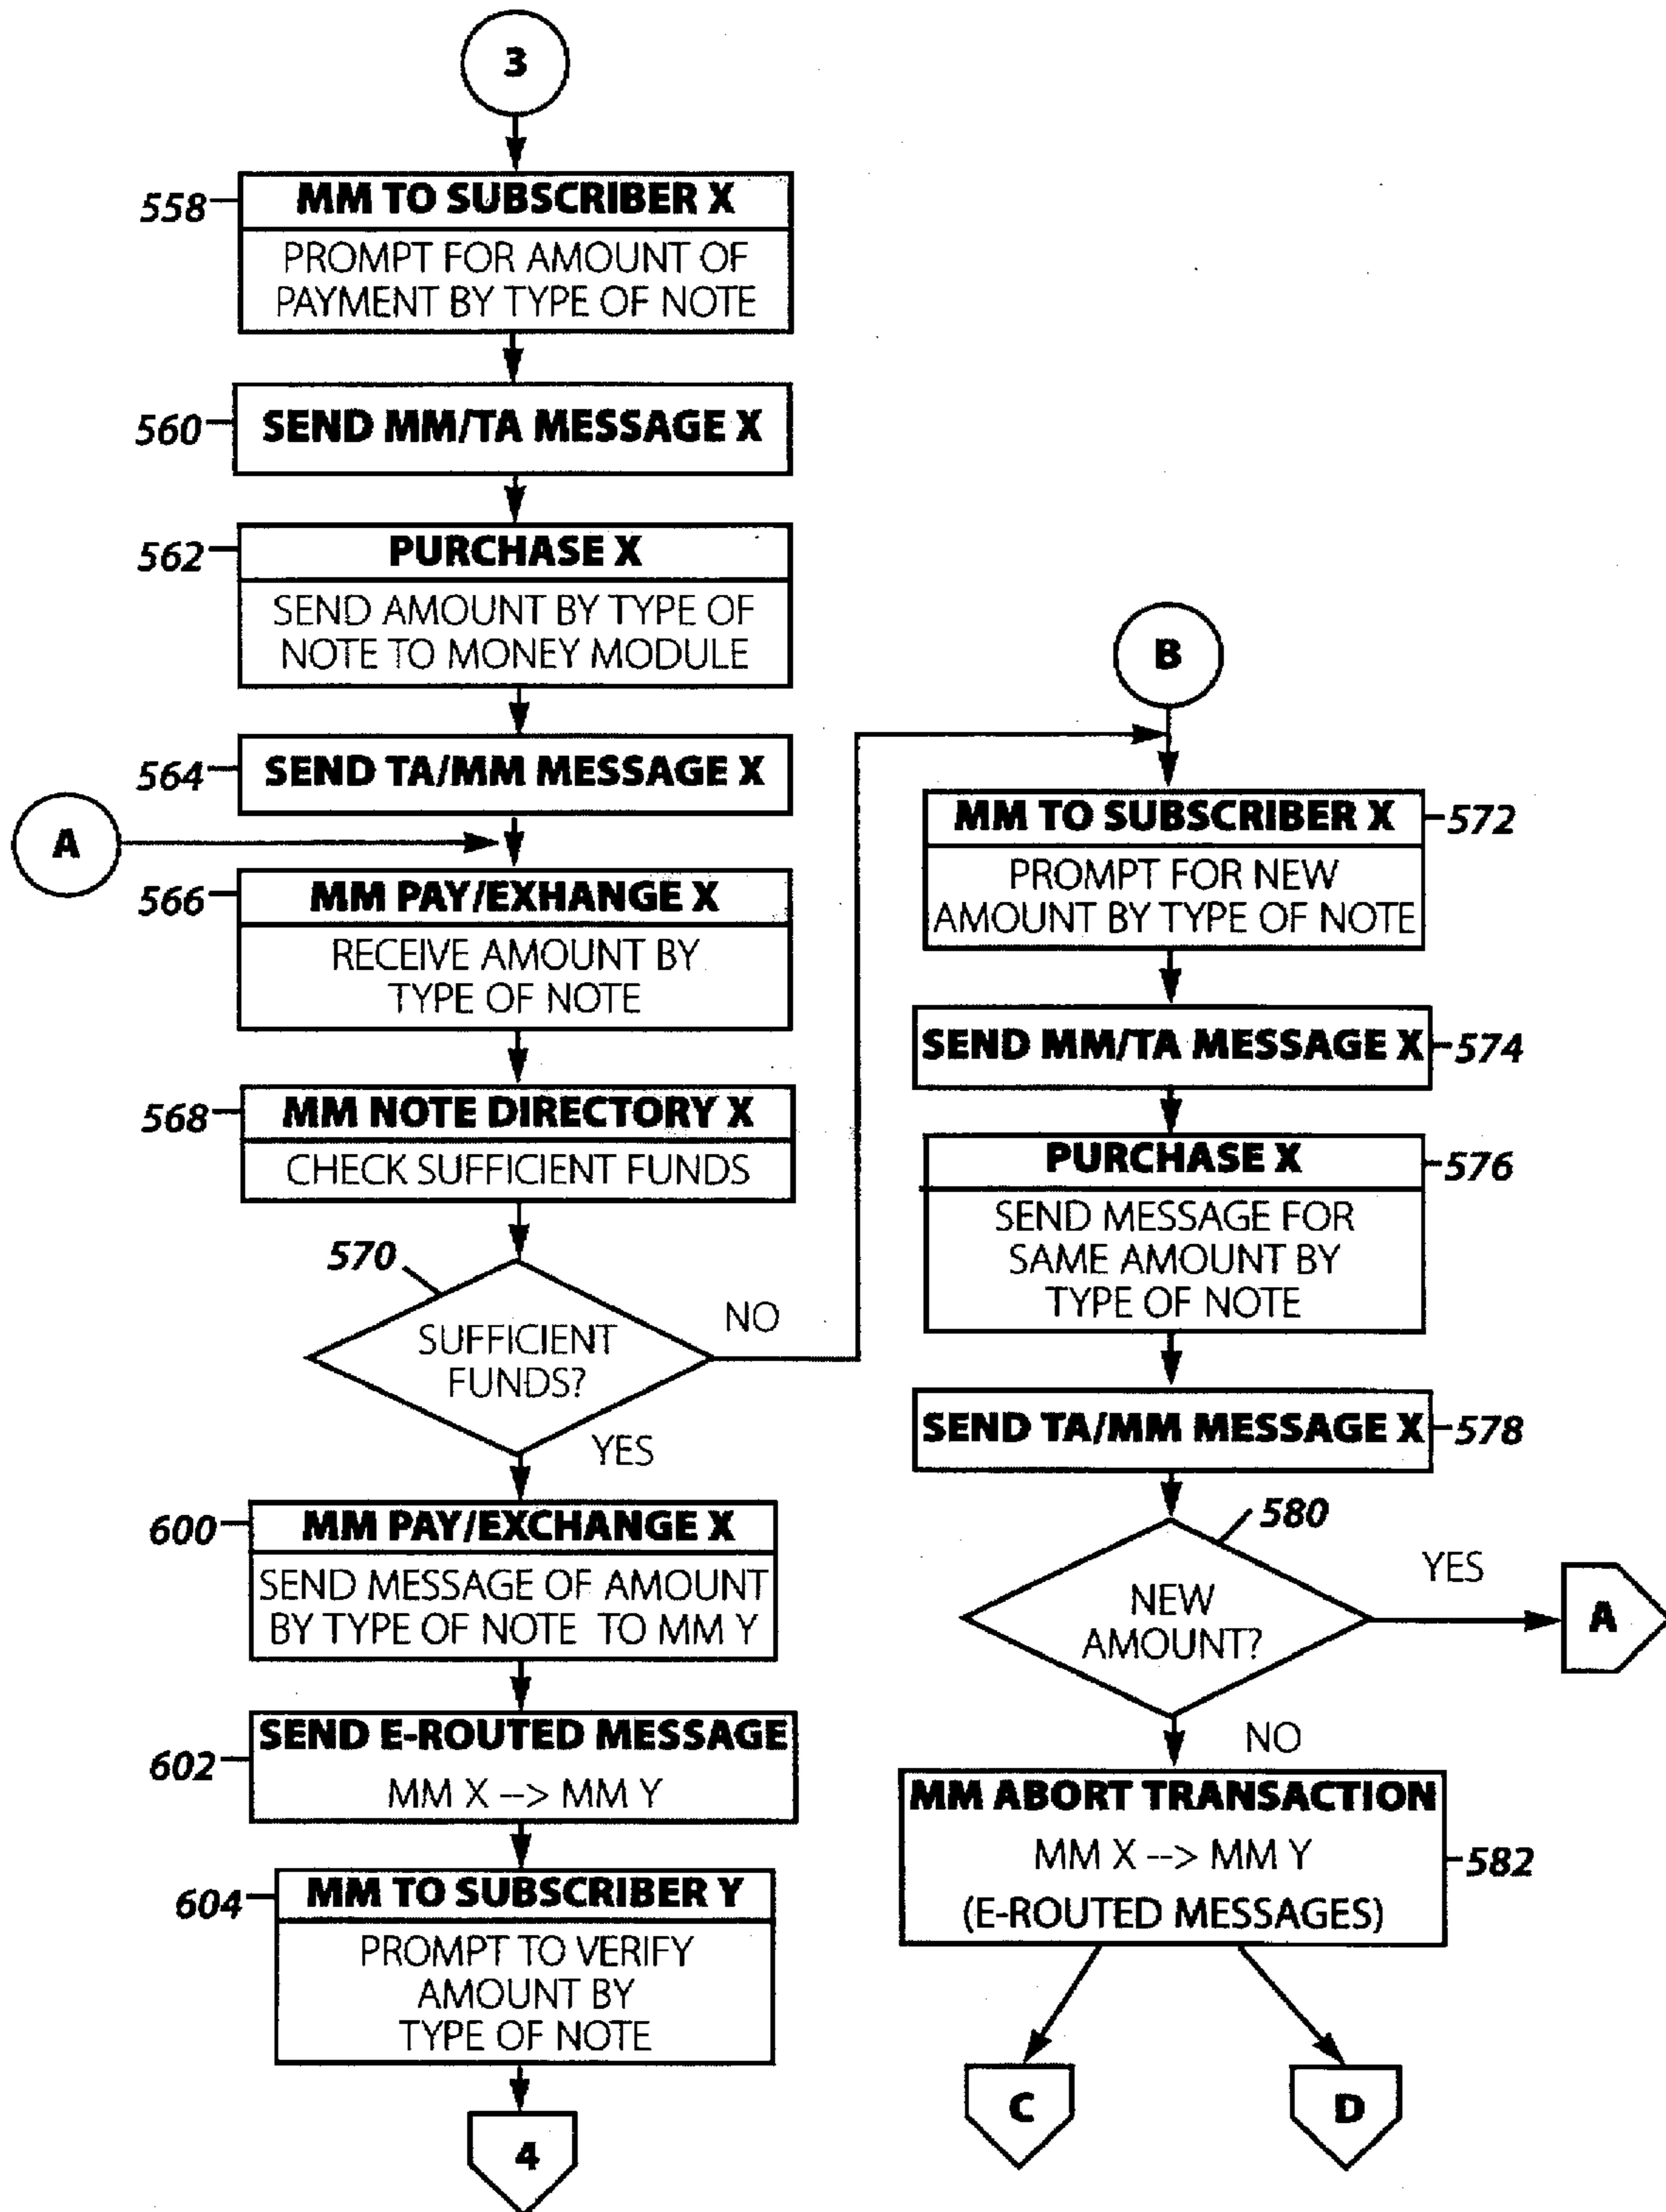 3
558
MM TO SUBSCRIBER X
PROMPT FOR AMOUNT OF
PAYMENT BY TYPE OF NOTE
560
SEND MM/TA MESSAGE X
562
PURCHASE X
SEND AMOUNT BY TYPE OF
NOTE TO MONEY MODULE
564
SEND TA/MM MESSAGE X
A
566
MM PAY/EXHANGE X
RECEIVE AMOUNT BY
TYPE OF NOTE
568
MM NOTE DIRECTORY X
CHECK SUFFICIENT FUNDS
570
SUFFICIENT
FUNDS?
NO
YES
600
MM PAY/EXCHANGE X
SEND MESSAGE OF AMOUNT
BY TYPE OF NOTE TO MM Y
602
SEND E-ROUTED MESSAGE
MM X --> MM Y
604
MM TO SUBSCRIBER Y
PROMPT TO VERIFY
AMOUNT BY
TYPE OF NOTE
4
B
MM TO SUBSCRIBER X
572
PROMPT FOR NEW
AMOUNT BY TYPE OF NOTE
SEND MM/TA MESSAGE X
574
PURCHASE X
576
SEND MESSAGE FOR
SAME AMOUNT BY
TYPE OF NOTE
SEND TA/MM MESSAGE X
578
580
NEW
AMOUNT?
YES
A
NO
MM ABORT TRANSACTION
MM X --> MM Y
582
(E-ROUTED MESSAGES)
C
D